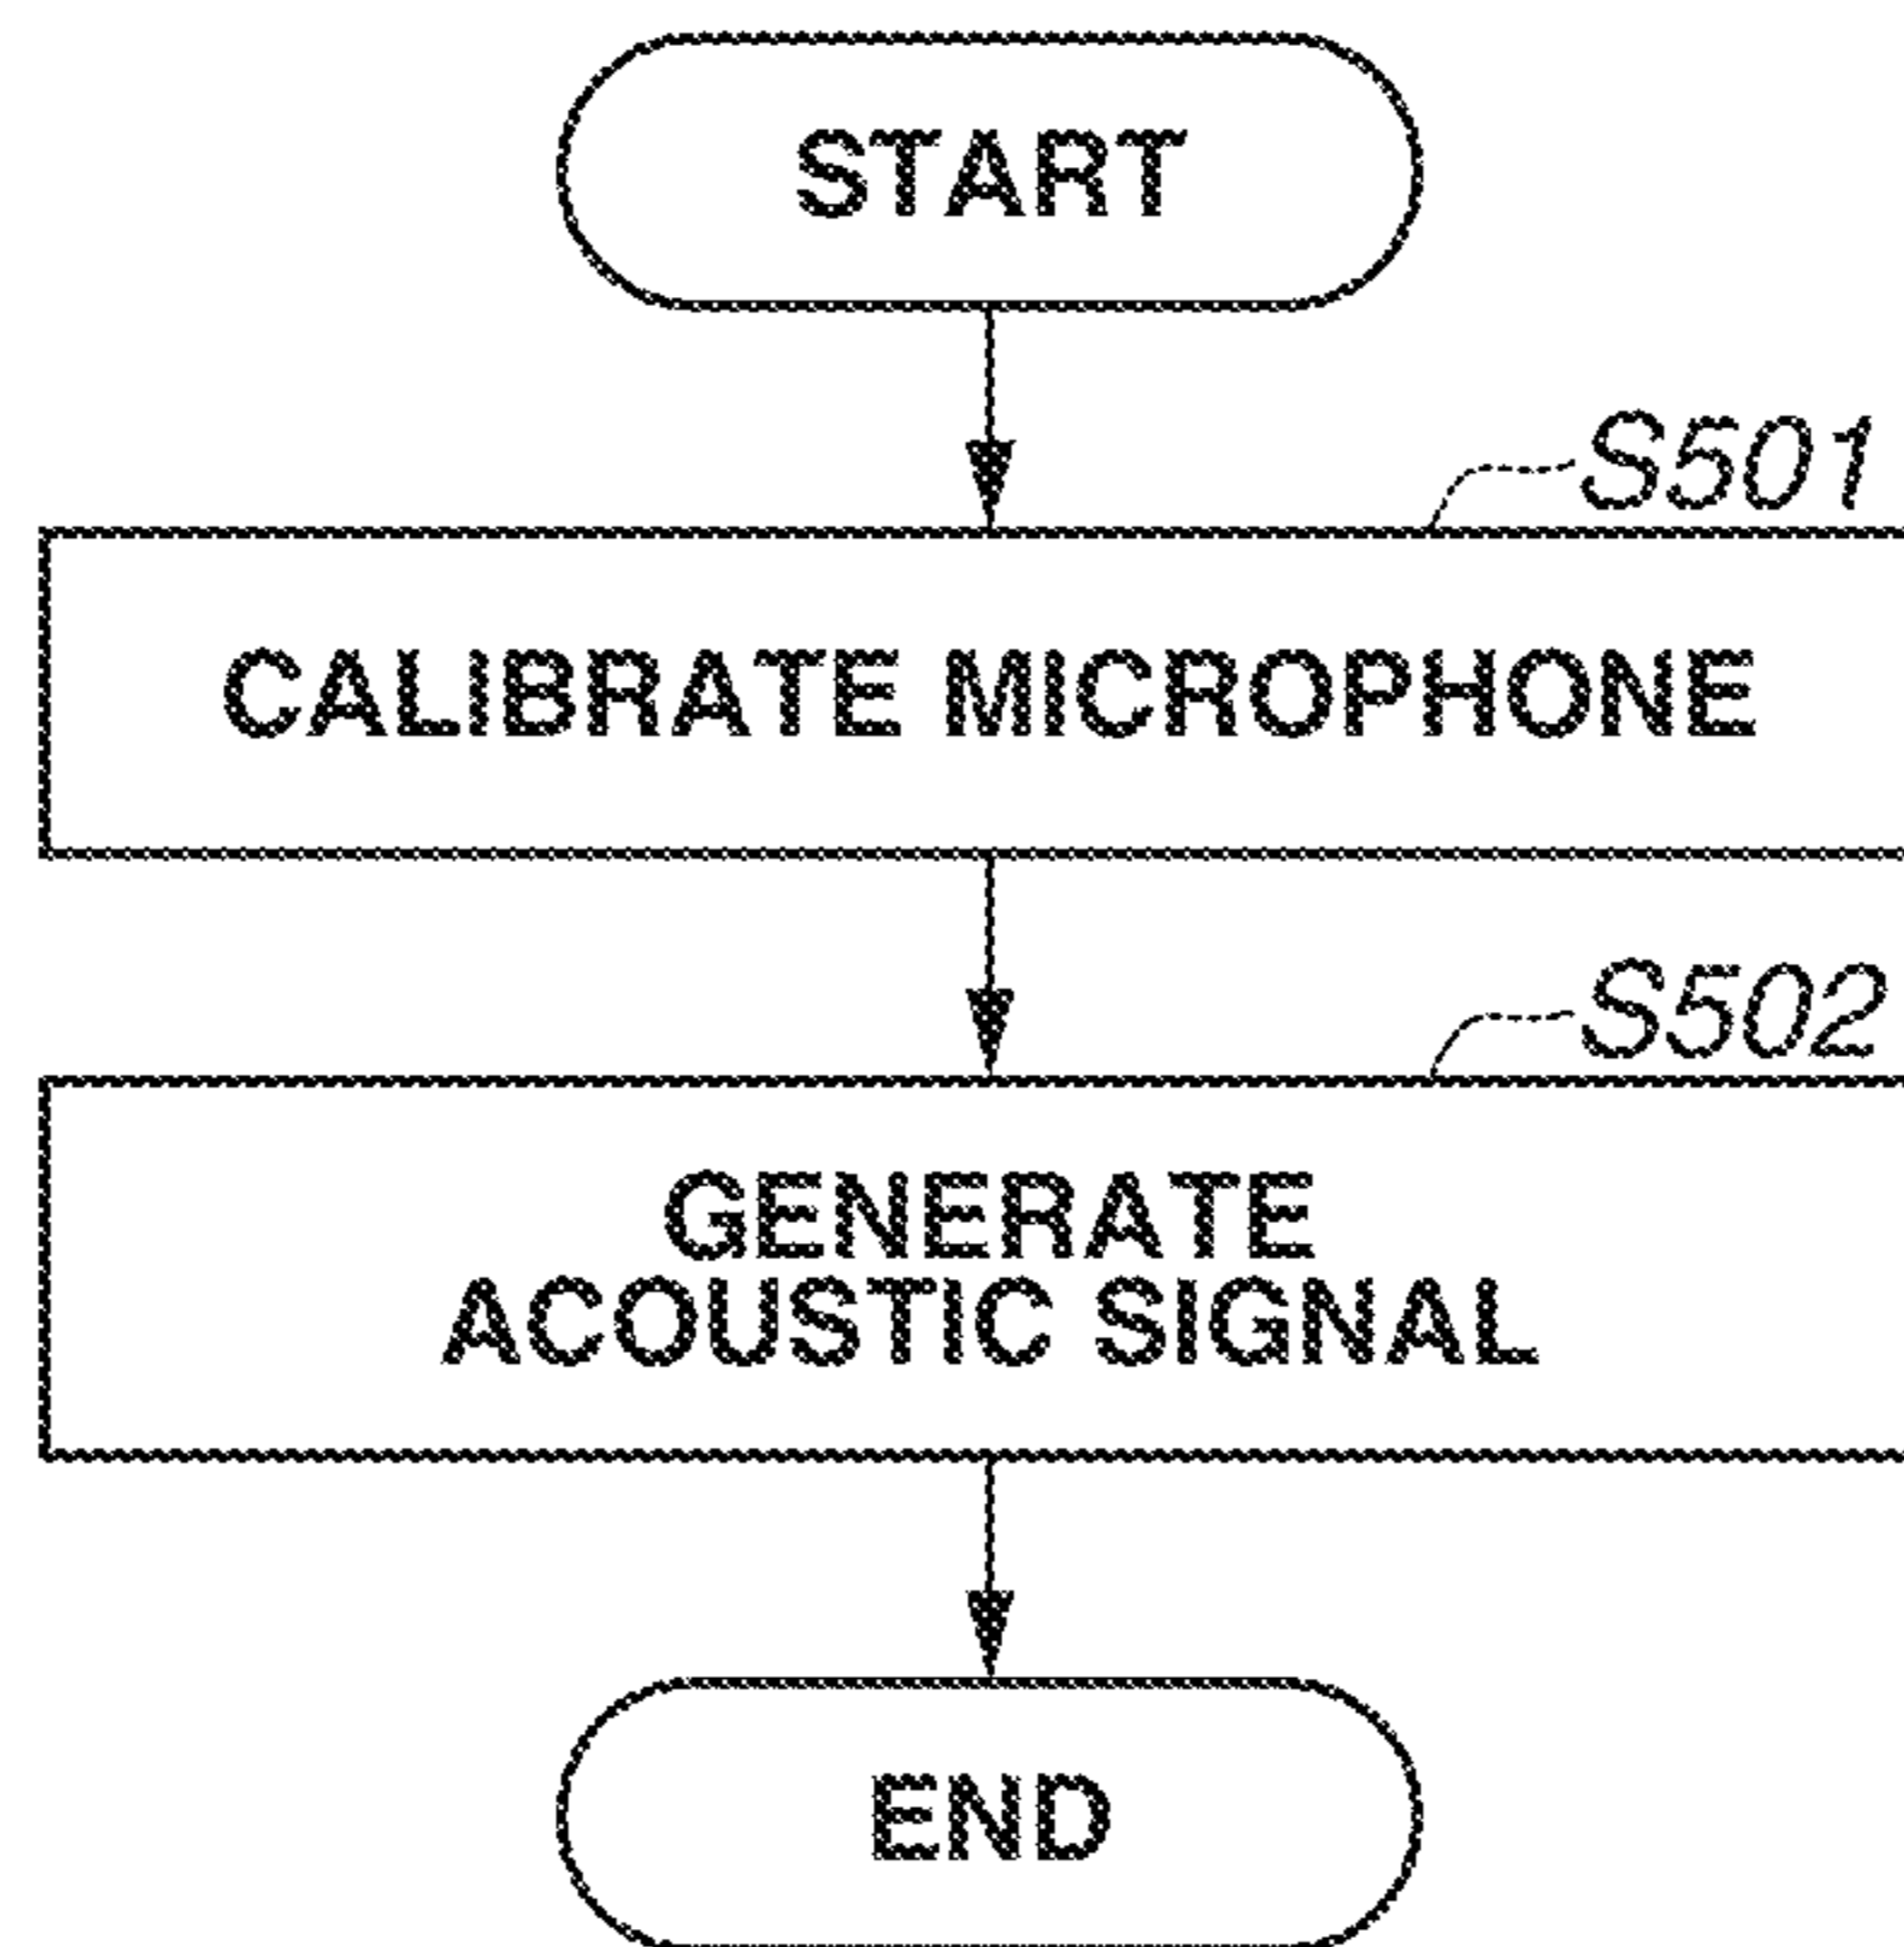 START
S501
CALIBRATE MICROPHONE
S502
GENERATE
ACOUSTIC SIGNAL
END